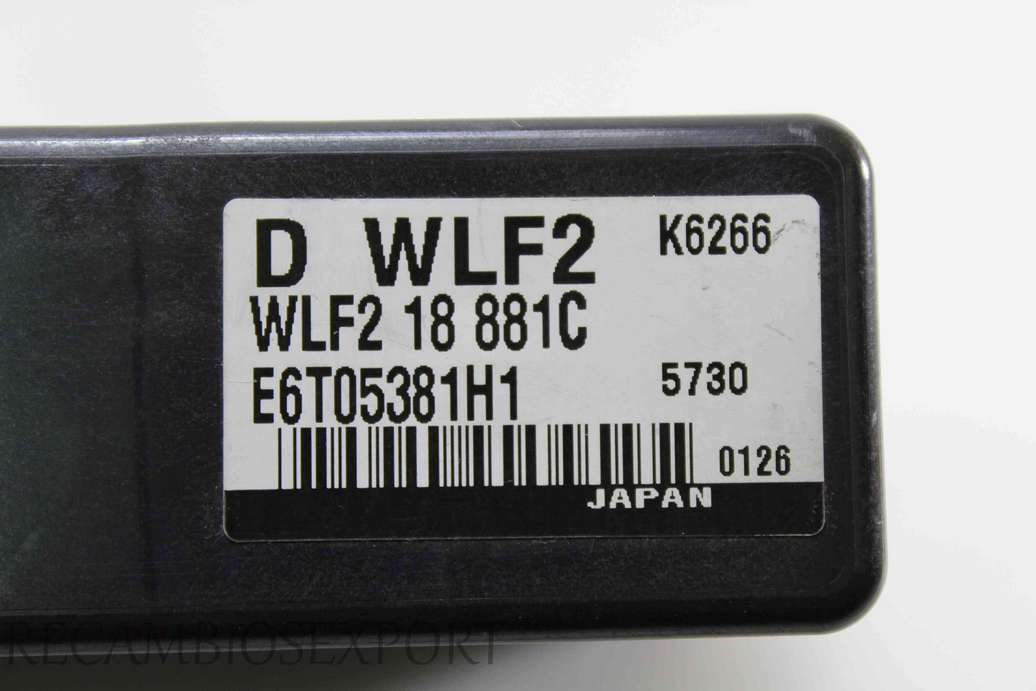 D WLF2 K6266
WLF2 18 881C
E6T05381H1 5730
0126
JAPAN
RECAMBIOSEXPORT